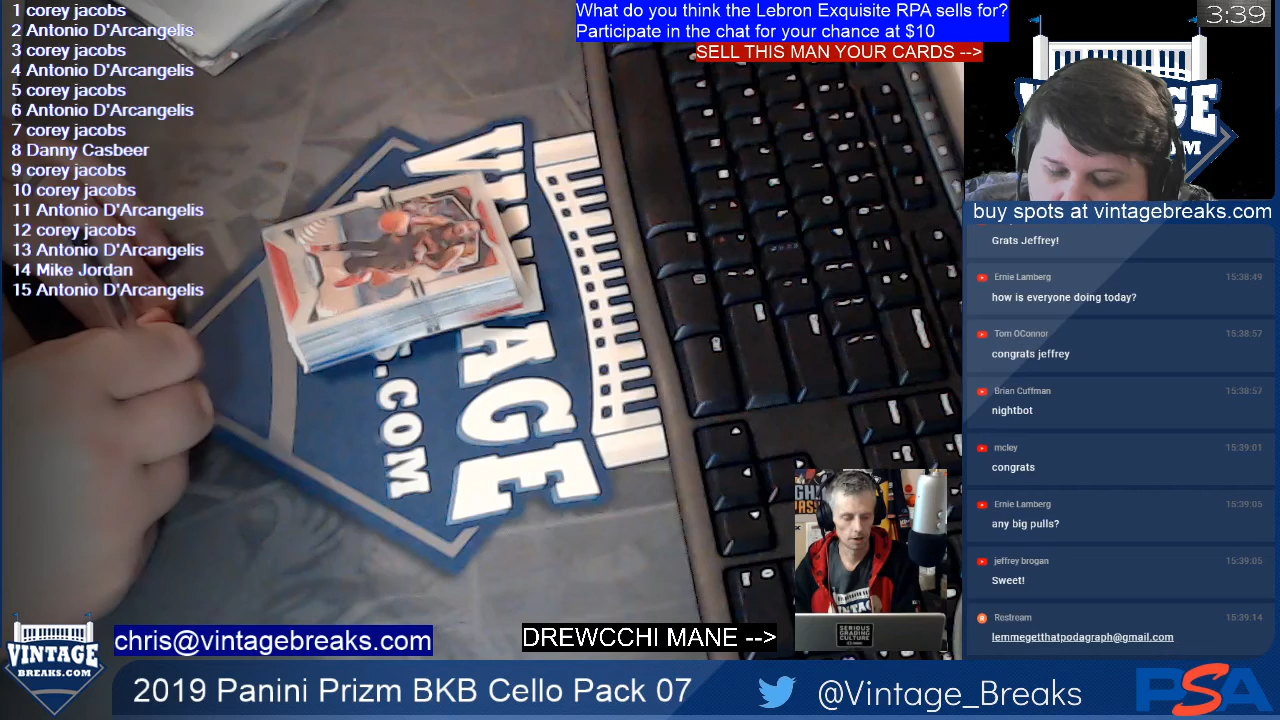 1 corey jacobs
2 Antonio D'Arcangelis
3 corey jacobs
4 Antonio D'Arcangelis
5 corey jacobs
6 Antonio D'Arcangelis
7 corey jacobs
8 Danny Casbeer
9 corey jacobs
10 corey jacobs
11 Antonio D'Arcangelis
12 corey jacobs
13 Antonio D'Arcangelis
14 Mike Jordan
15 Antonio D'Arcangelis
What do you think the Lebron Exquisite RPA sells for?
Participate in the chat for your chance at $10
SELL THIS MAN YOUR CARDS -->
3:39
buy spots at vintagebreaks.com
Grats Jeffrey!
Ernie Lamberg 15:38:49
how is everyone doing today?
Tom OConnor 15:38:57
congrats jeffrey
Brian Cuffman 15:38:57
nightbot
mcley 15:39:01
congrats
Ernie Lamberg 15:39:05
any big pulls?
jeffrey brogan 15:39:05
Sweet!
Restream 15:39:14
lemmegetthatpodagraph@gmail.com
AGE
S.COM
SERIOUS
GRADING
CULTURE
chris@vintagebreaks.com
DREWCCHI MANE -->
VINTAGE
BREAKS.COM
2019 Panini Prizm BKB Cello Pack 07
@Vintage_Breaks
PSA